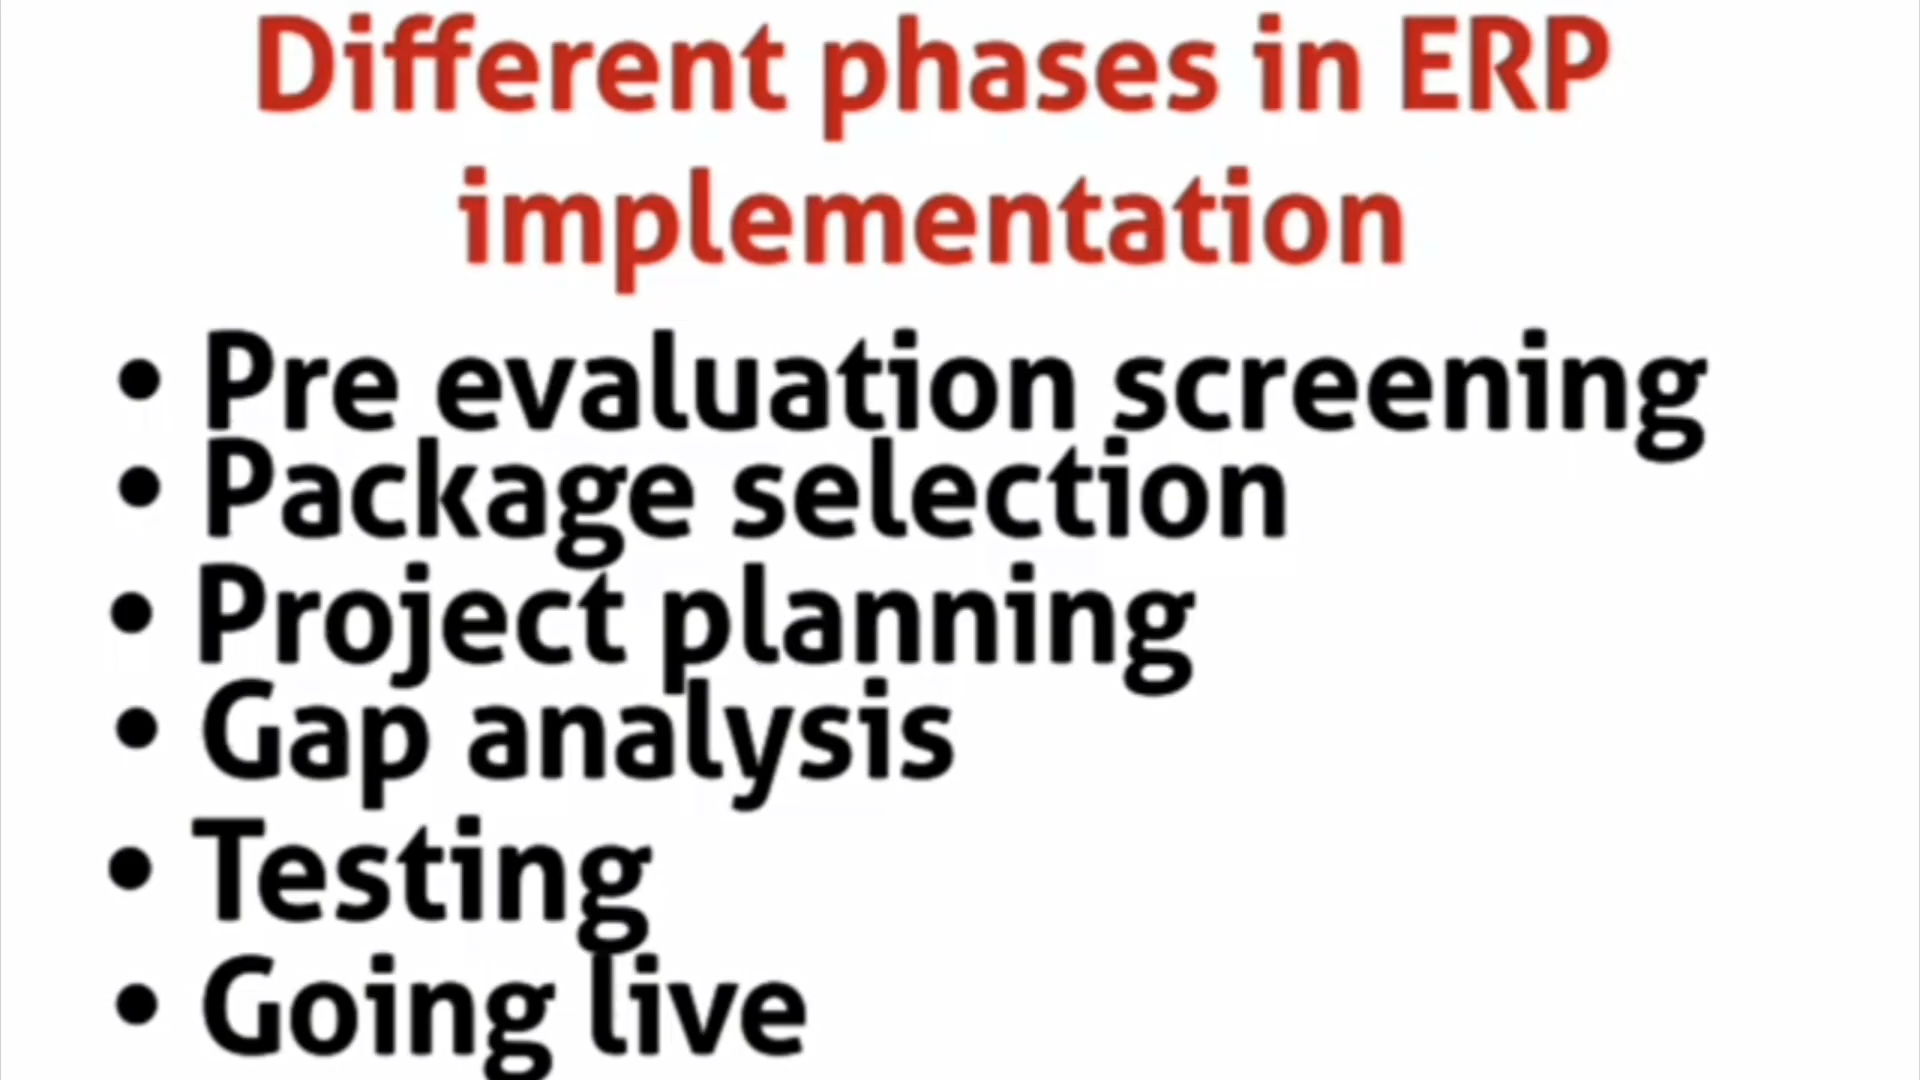 Different phases in ERP
implementation
• Pre evaluation screening
• Package selection
• Project planning
• Gap analysis
• Testing
• Going live